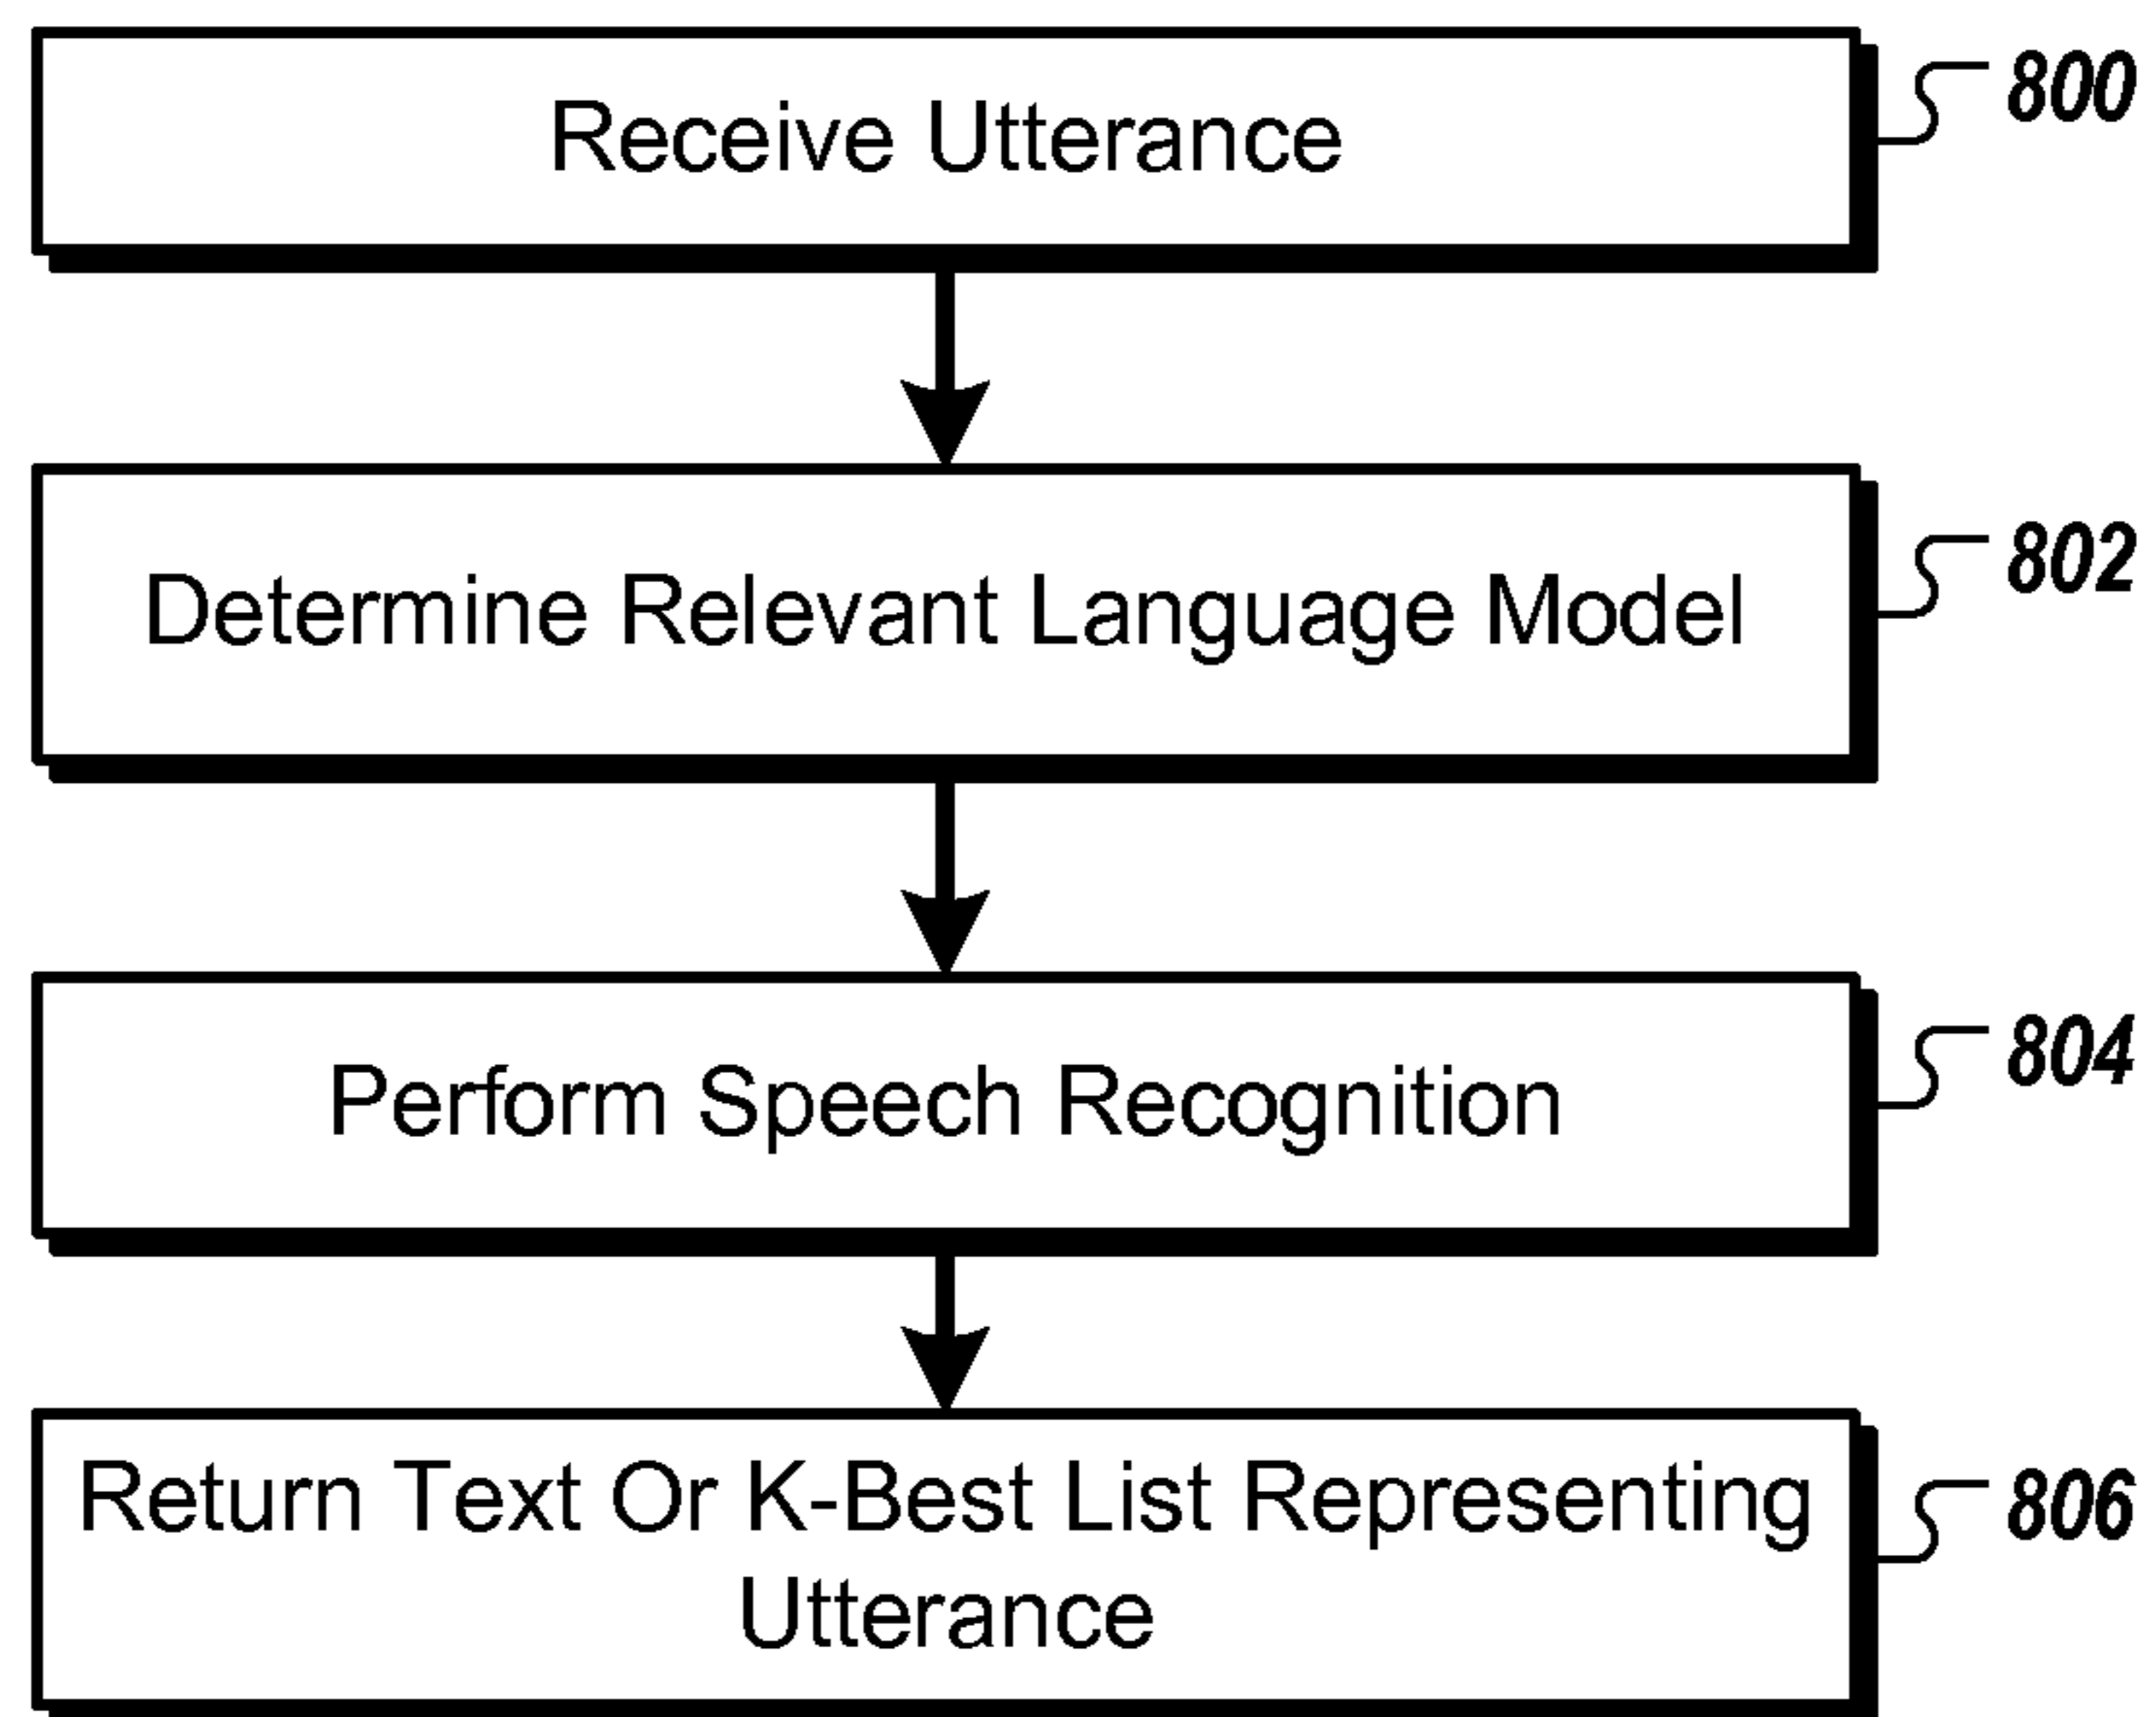 Receive Utterance
800
Determine Relevant Language Model
802
Perform Speech Recognition
804
Return Text Or K-Best List Representing
Utterance
806